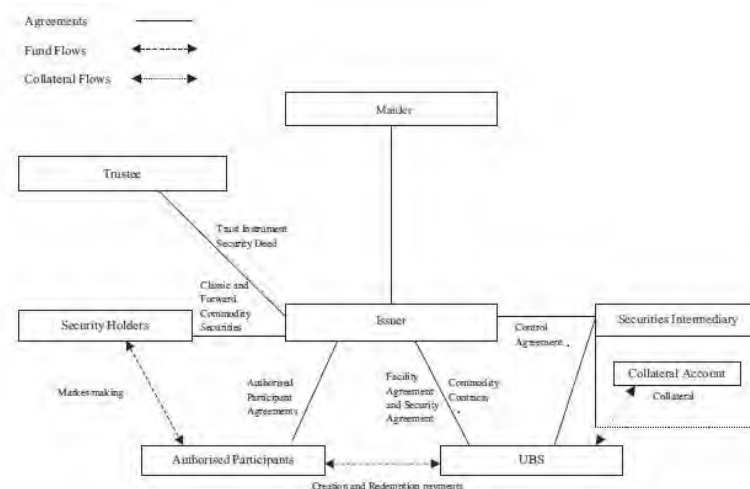 Agreements
Fund Flows
Collateral Flows
Manler
Trustee
Trust Instrument
Security Deed
Classic and
Forward
Commodity
Securities
Security Holders
Issuer
Securities Intermediary
Control
Agreement
Collateral Account
Collateral
Market-making
Authorised
Participant
Agreements
Facility
Agreement
and Security
Agreement
Commodity
Contracts
Authorised Participants
UBS
Creation and Redemption payments